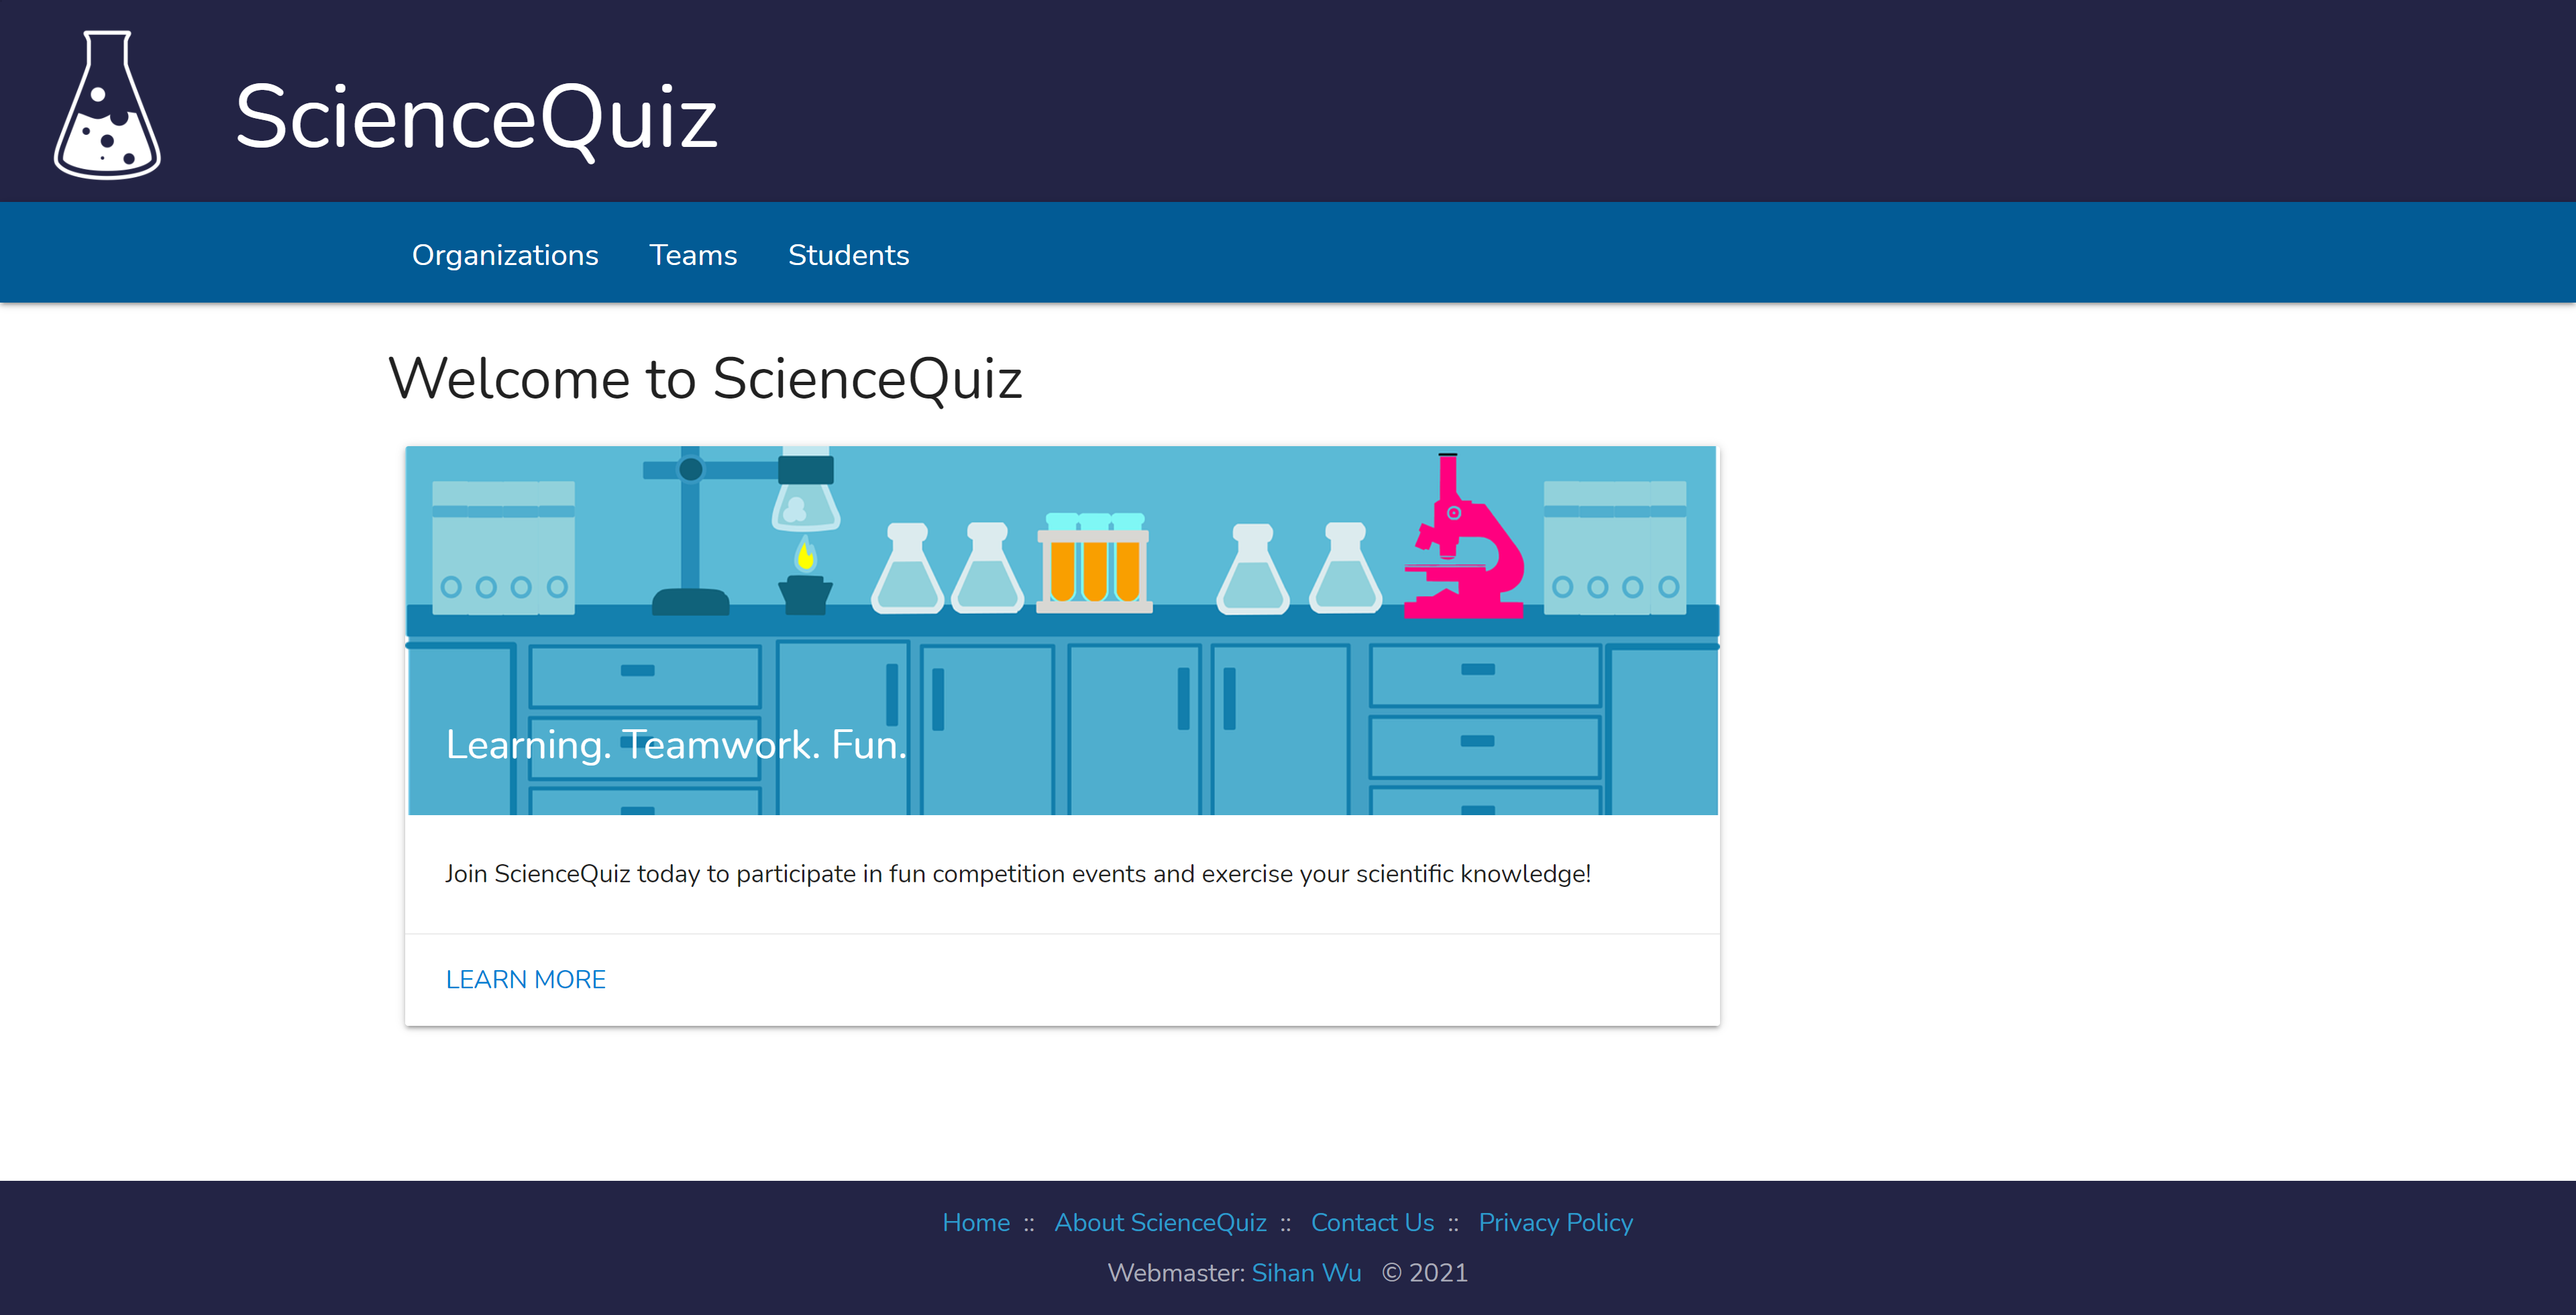 ScienceQuiz
Organizations Teams Students
Welcome to ScienceQuiz
Learning. Teamwork. Fun.
Join ScienceQuiz today to participate in fun competition events and exercise your scientific knowledge!
LEARN MORE
Home :: About ScienceQuiz :: Contact Us :: Privacy Policy
Webmaster: Sihan Wu © 2021